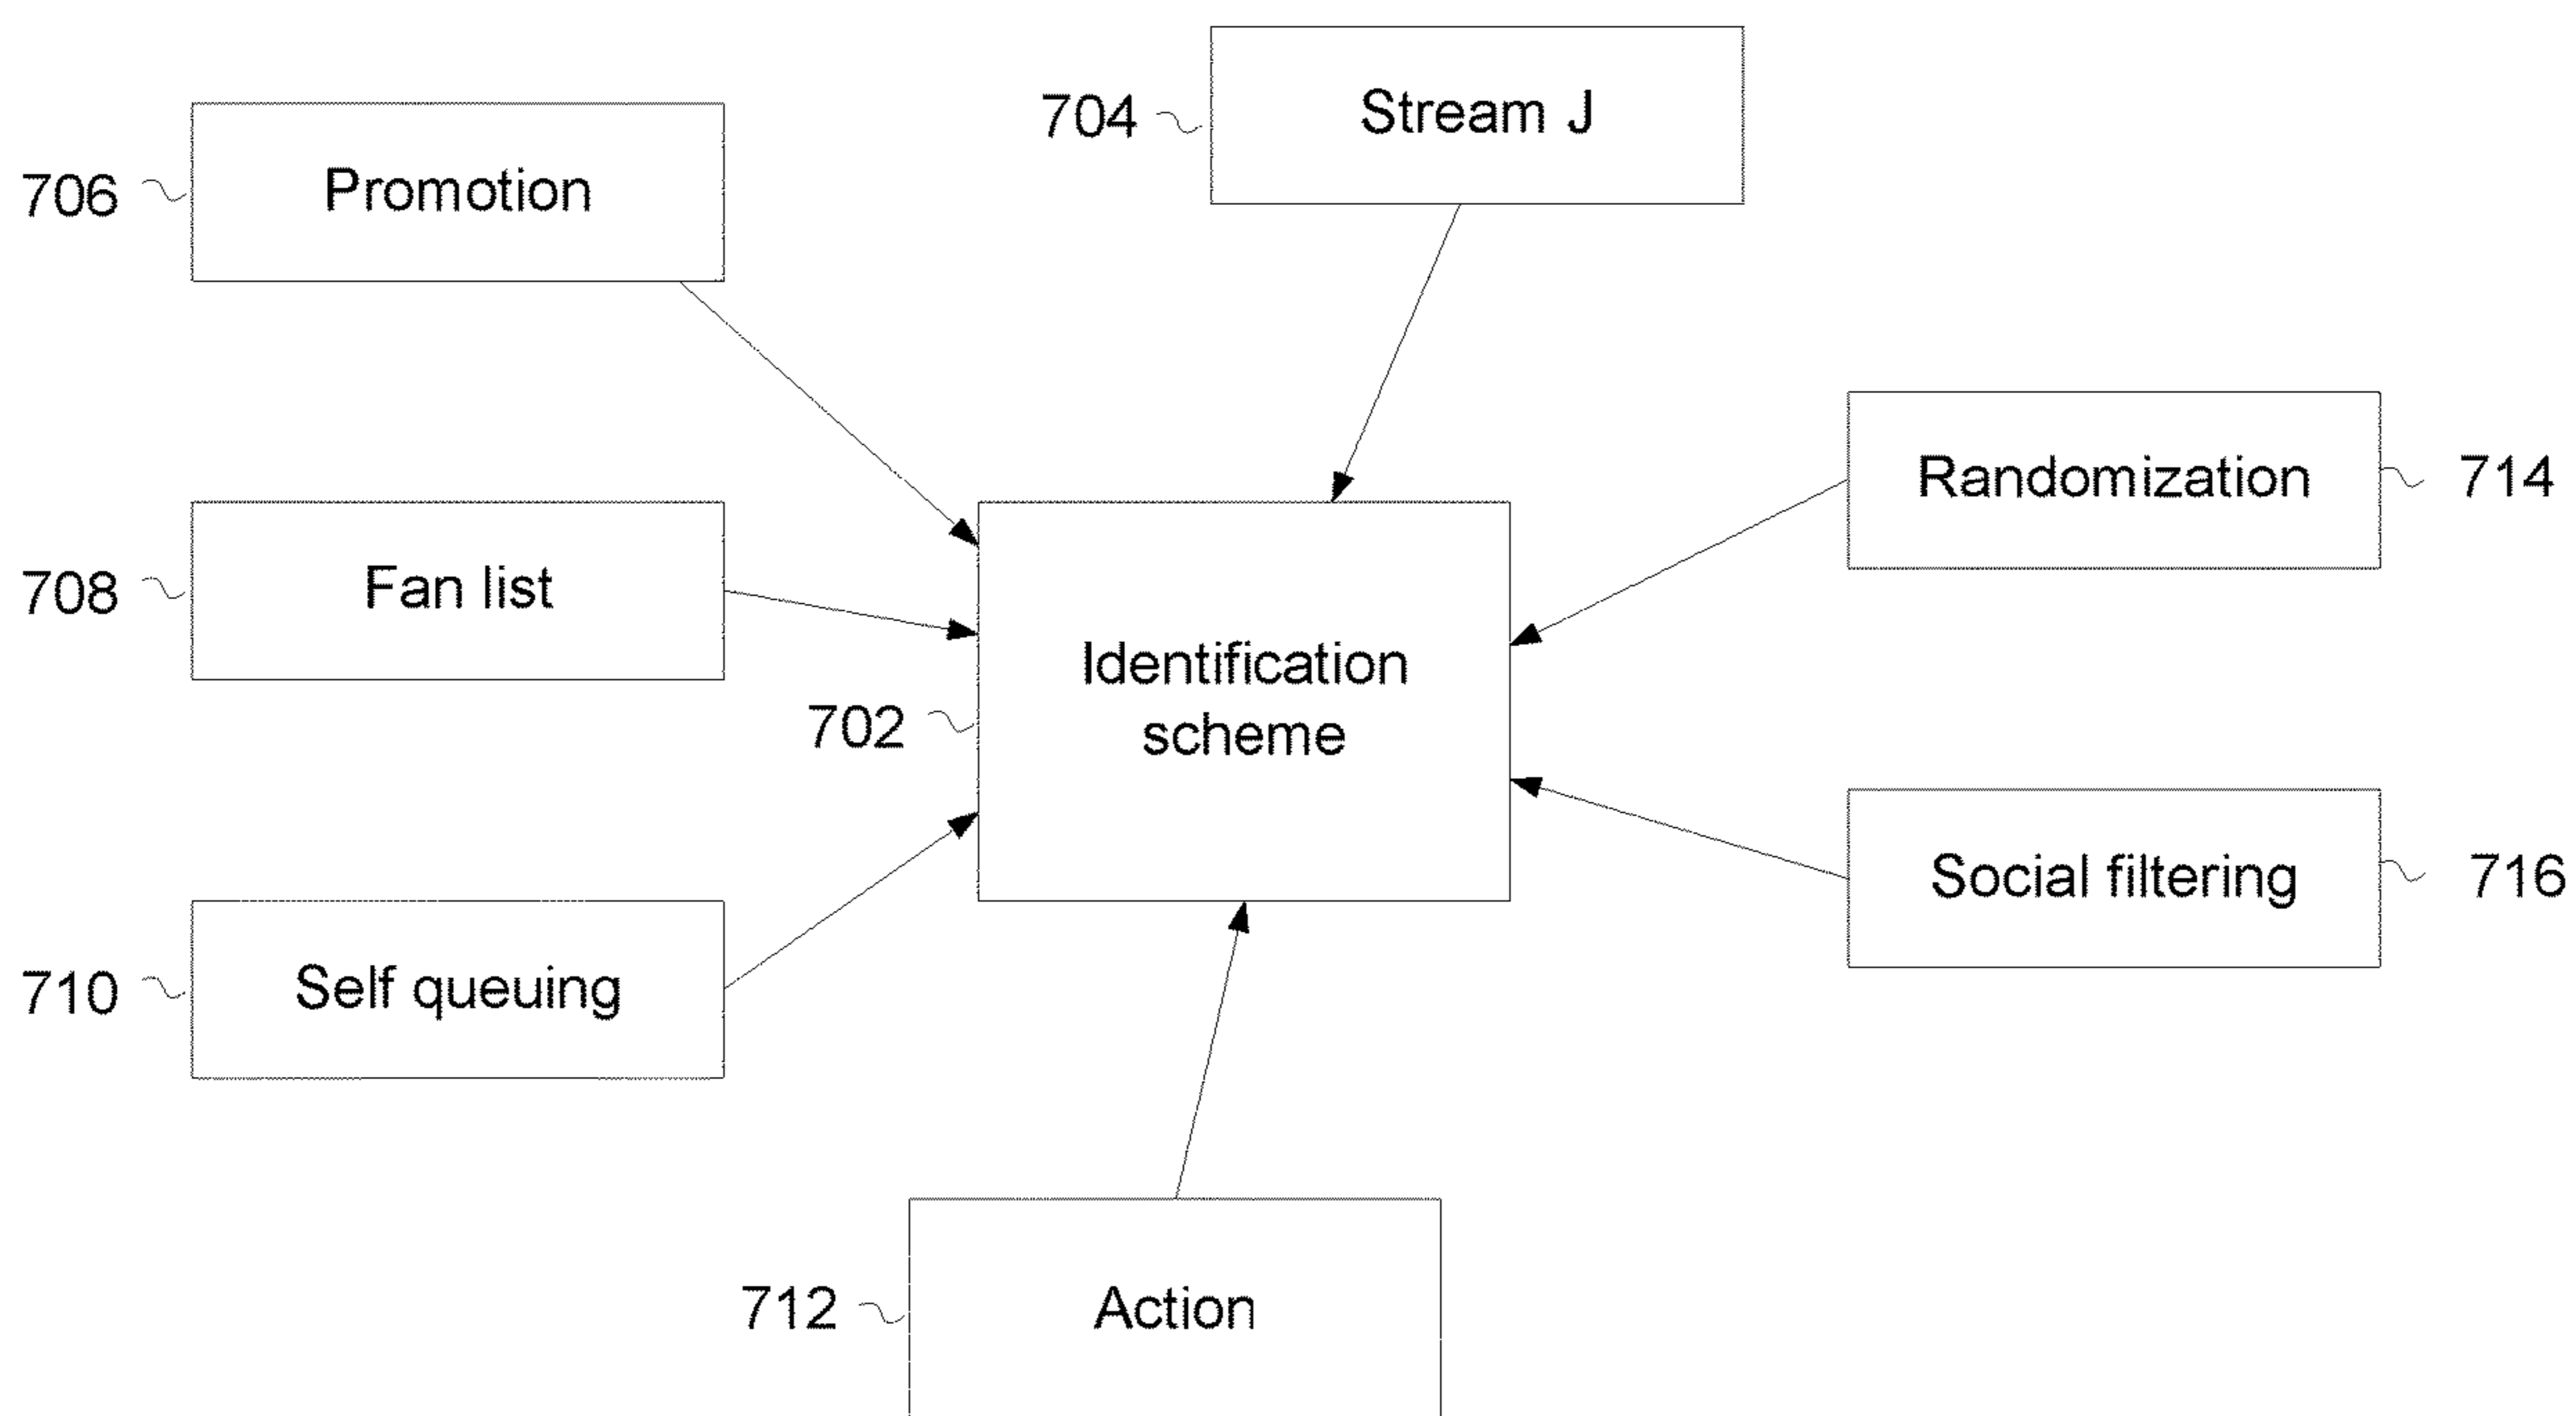 704
Stream J
706
Promotion
714
Randomization
708
Fan list
702
Identification
scheme
716
Social filtering
710
Self queuing
712
Action